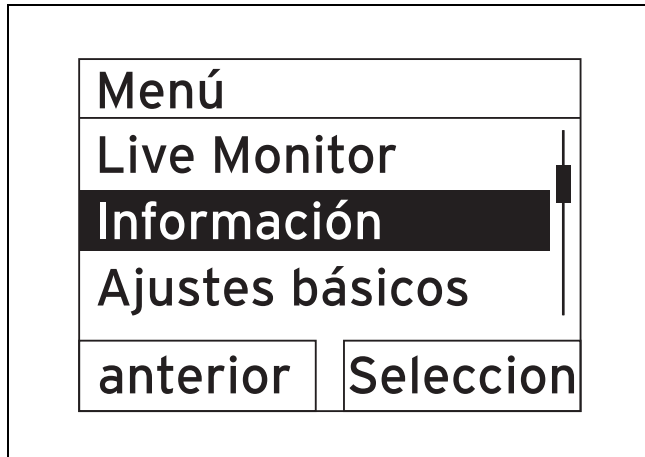 Menú
Live Monitor
Información
Ajustes básicos
anterior Seleccion